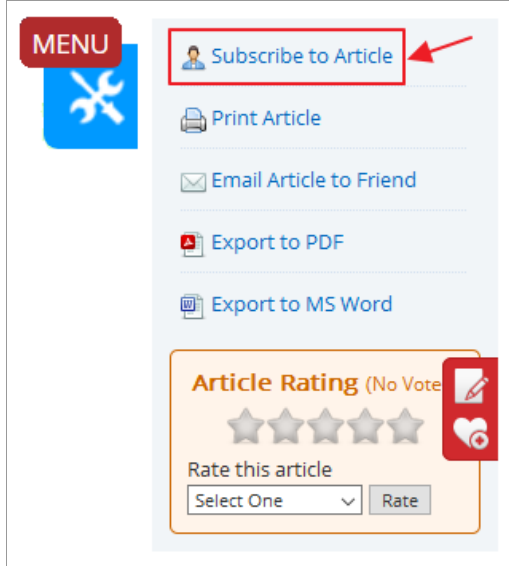 MENU
Subscribe to Article
Print Article
Email Article to Friend
Export to PDF
Export to MS Word
Article Rating (No Vote
Rate this article
Select One Rate